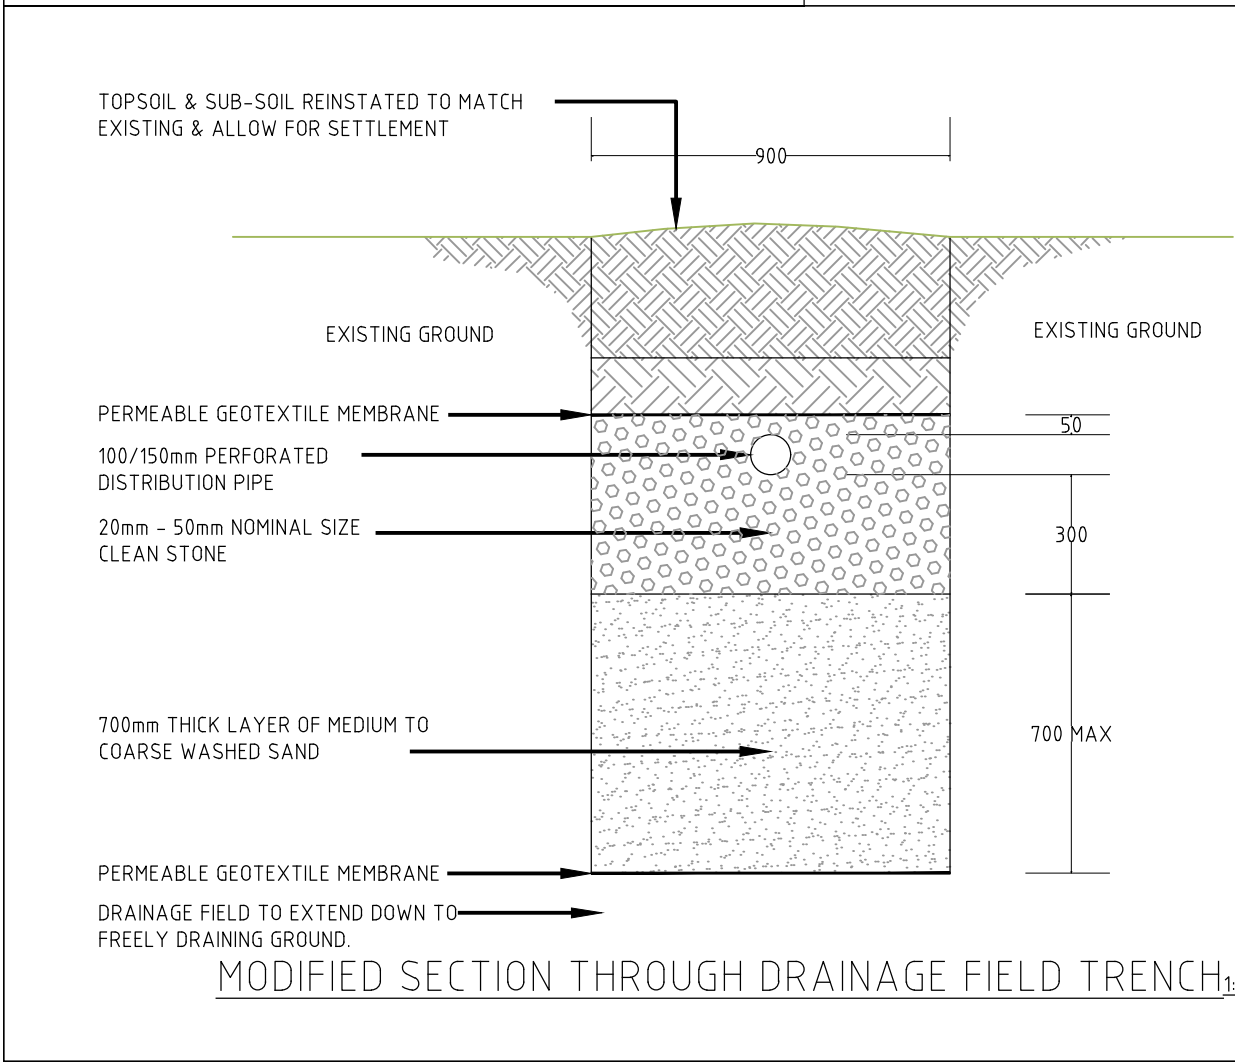 TOPSOIL & SUB-SOIL REINSTATED TO MATCH
EXISTING & ALLOW FOR SETTLEMENT
900
EXISTING GROUND
EXISTING GROUND
PERMEABLE GEOTEXTILE MEMBRANE
50
100/150mm PERFORATED
DISTRIBUTION PIPE
20mm - 50mm NOMINAL SIZE
CLEAN STONE
300
700mm THICK LAYER OF MEDIUM TO
COARSE WASHED SAND
700 MAX
PERMEABLE GEOTEXTILE MEMBRANE
DRAINAGE FIELD TO EXTEND DOWN TO
FREELY DRAINING GROUND.
MODIFIED SECTION THROUGH DRAINAGE FIELD TRENCH